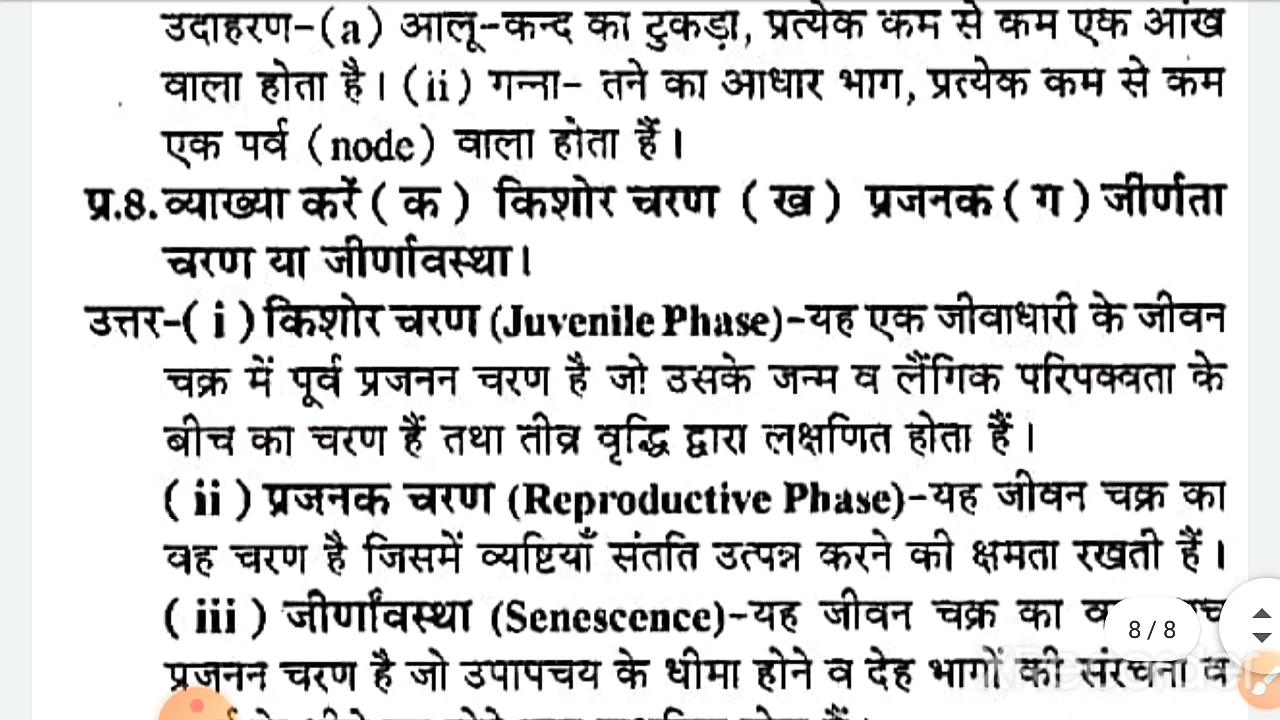 उदाहरण-(a) आलू-कन्द का टुकड़ा, प्रत्येक कम से कम एक आंख
वाला होता है। (ii) गन्ना- तने का आधार भाग, प्रत्येक कम से कम
एक पर्व (node) वाला होता हैं।
प्र.8. व्याख्या करें ( क ) किशोर चरण ( ख ) प्रजनक ( ग ) जीर्णता
चरण या जीर्णावस्था।
उत्तर-( i ) किशोर चरण (Juvenile Phase)-यह एक जीवाधारी के जीवन
चक्र में पूर्व प्रजनन चरण है जो उसके जन्म व लैंगिक परिपक्वता के
बीच का चरण हैं तथा तीव्र वृद्धि द्वारा लक्षणित होता हैं।
( ii ) प्रजनक चरण (Reproductive Phase)-यह जीवन चक्र का
वह चरण है जिसमें व्यष्टियाँ संतति उत्पन्न करने की क्षमता रखती हैं।
( iii ) जीर्णावस्था (Senescence)-यह जीवन चक्र का
8 / 8
प्रजनन चरण है जो उपापचय के धीमा होने व देह भागों की संरचना व